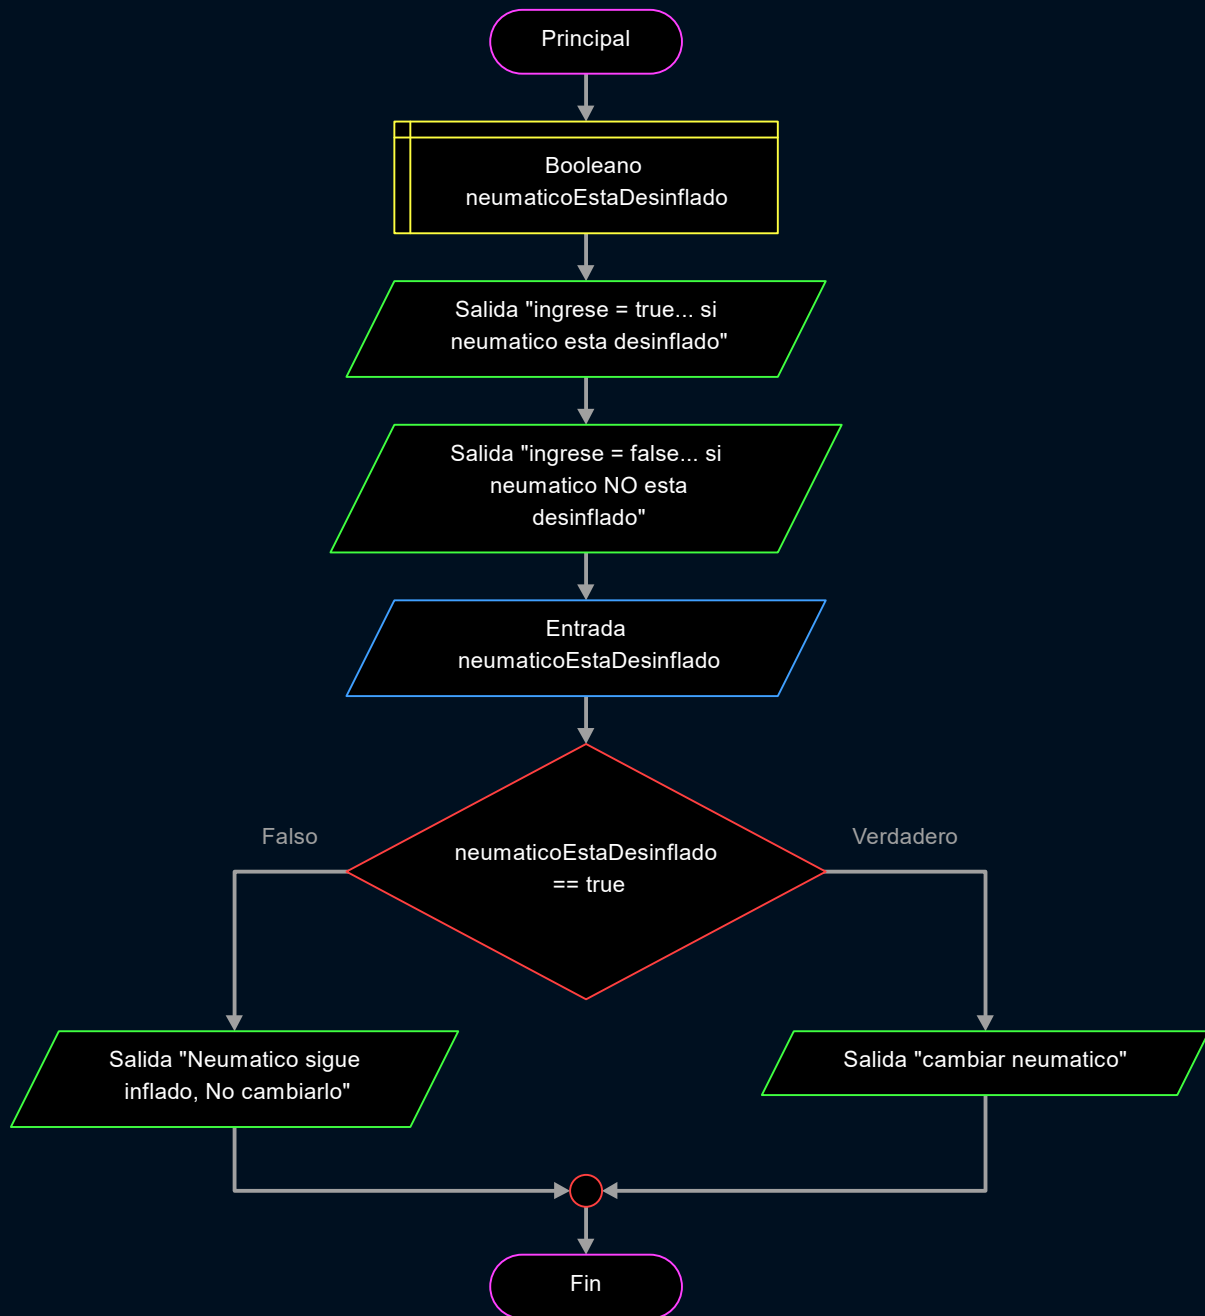 Principal
Booleano
neumaticoEstaDesinflado
Salida "ingrese = true... si
neumatico esta desinflado"
Salida "ingrese = false... si
neumatico NO esta
desinflado"
Entrada
neumaticoEstaDesinflado
Falso
Verdadero
neumaticoEstaDesinflado
== true
Salida "Neumatico sigue
inflado, No cambiarlo"
Salida "cambiar neumatico"
Fin